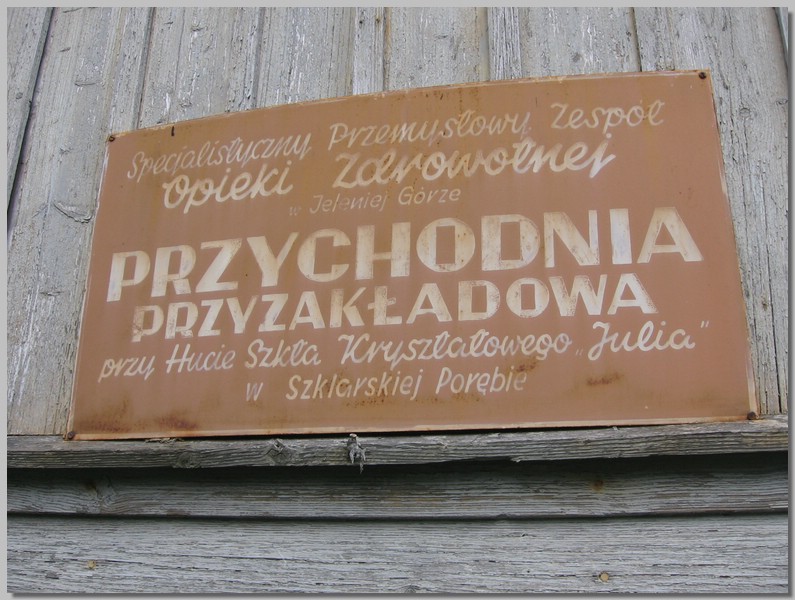 Specjalistyczny Przemysłowy Zespół
Opieki Zdrowotnej
w Jeleniej Górze
PRZYCHODNIA
PRZYZAKŁADOWA
przy Hucie Szkła Kryształowego „Julia"
w Szklarskiej Porębie